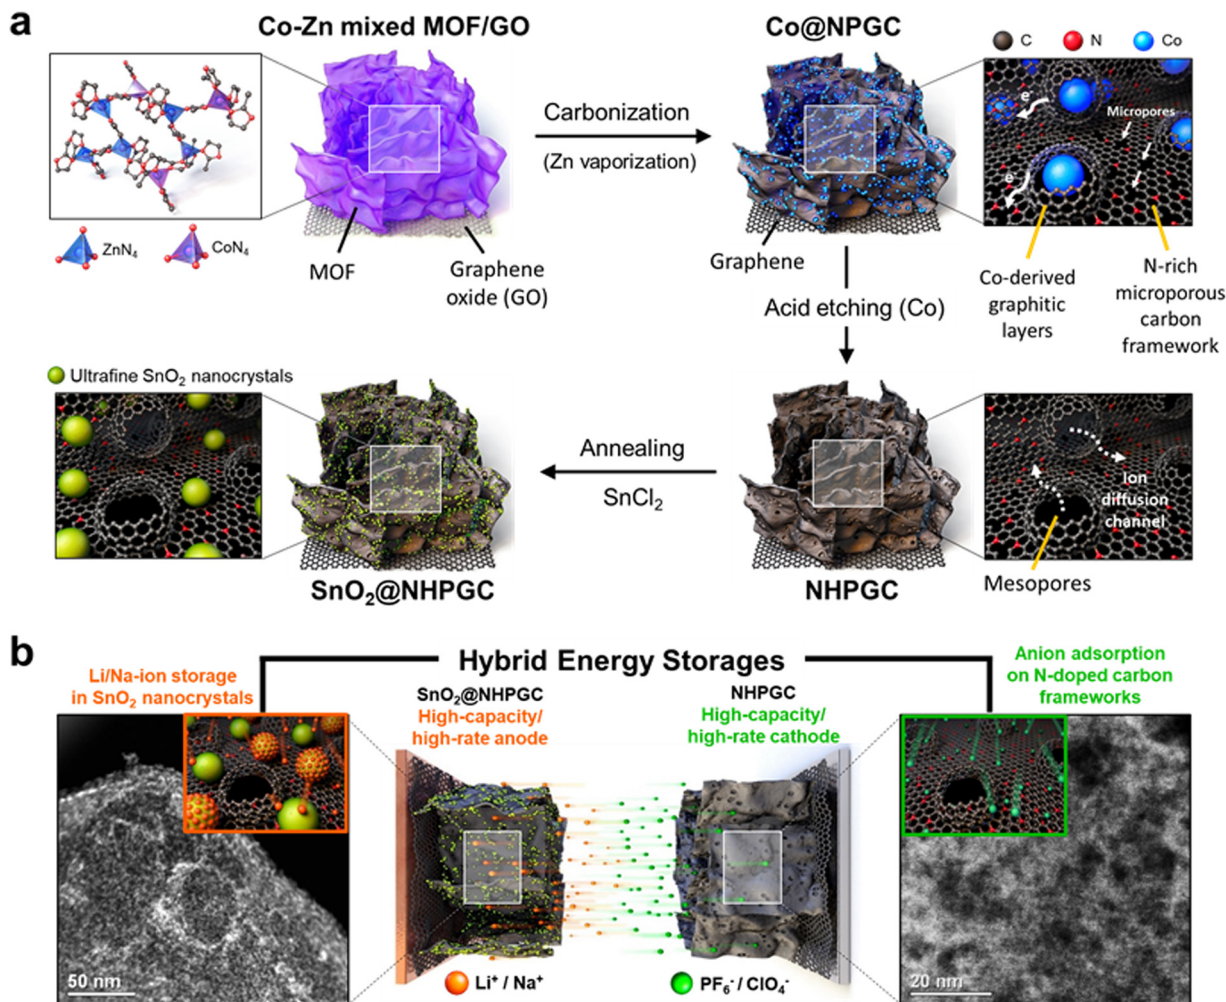 a
Co-Zn mixed MOF/GO
Co@NPGC
C
N
Co
Carbonization
(Zn vaporization)
e⁻
Micropores
e⁻
ZnN₄
CoN₄
MOF
Graphene
oxide (GO)
Graphene
Co-derived
graphitic
layers
N-rich
microporous
carbon
framework
Acid etching (Co)
Ultrafine SnO₂ nanocrystals
Annealing
SnCl₂
Ion
diffusion
channel
Mesopores
SnO₂@NHPGC
NHPGC
b
Hybrid Energy Storages
Li/Na-ion storage
in SnO₂ nanocrystals
SnO₂@NHPGC
High-capacity/
high-rate anode
NHPGC
High-capacity/
high-rate cathode
Anion adsorption
on N-doped carbon
frameworks
50 nm
Li⁺ / Na⁺
PF₆⁻ / ClO₄⁻
20 nm